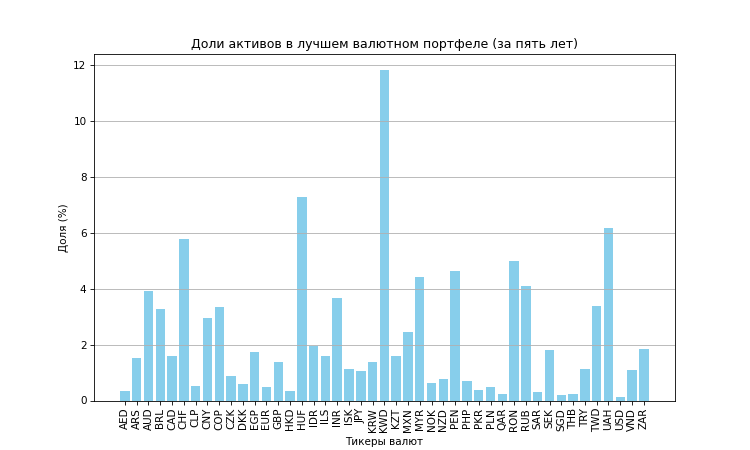 Доли активов в лучшем валютном портфеле (за пять лет)
Доля (%)
12
10
8
6
4
2
0
AED ARS AUD BRL CAD CHF CLP CNY COP CZK DKK EGP EUR GBP HKD HUF IDR ILS INR ISK JPY KRW KWD KZT MXN MYR NOK NZD PEN PHP PKR PLN QAR RON RUB SAR SEK SGD THB TRY TWD UAH USD VND ZAR
Тикеры валют